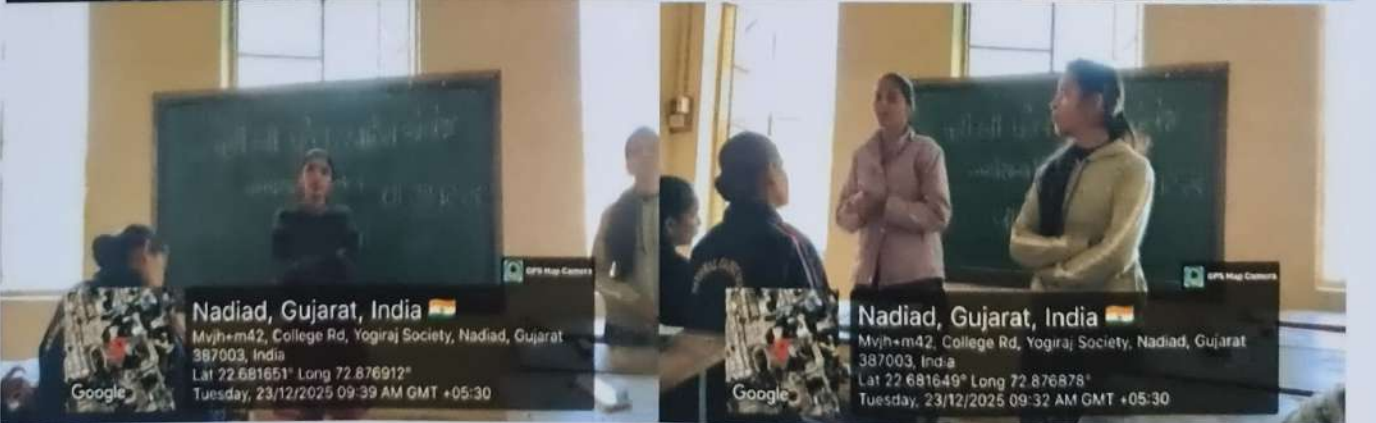 GPS Map Camera
Nadiad, Gujarat, India
Mvjh+m42, College Rd, Yogiraj Society, Nadiad, Gujarat
387003, India
Lat 22.681651° Long 72.876912°
Tuesday, 23/12/2025 09:39 AM GMT +05:30
Google
GPS Map Camera
Nadiad, Gujarat, India
Mvjh+m42, College Rd, Yogiraj Society, Nadiad, Gujarat
387003, India
Lat 22.681649° Long 72.876878°
Tuesday, 23/12/2025 09:32 AM GMT +05:30
Google